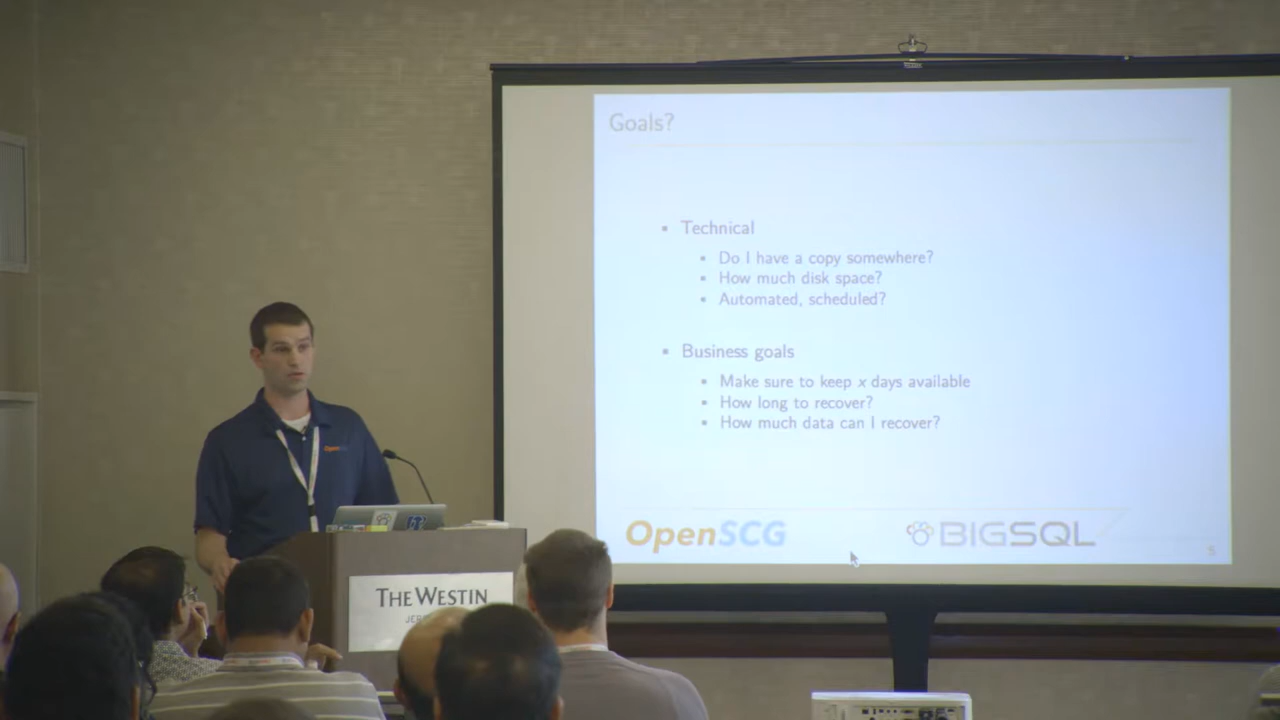 Goals?
Technical
Do I have a copy somewhere?
How much disk space?
Automated, scheduled?
Business goals
Make sure to keep x days available
How long to recover?
How much data can I recover?
OpenSCG
BIGSQL
5
THE WESTIN